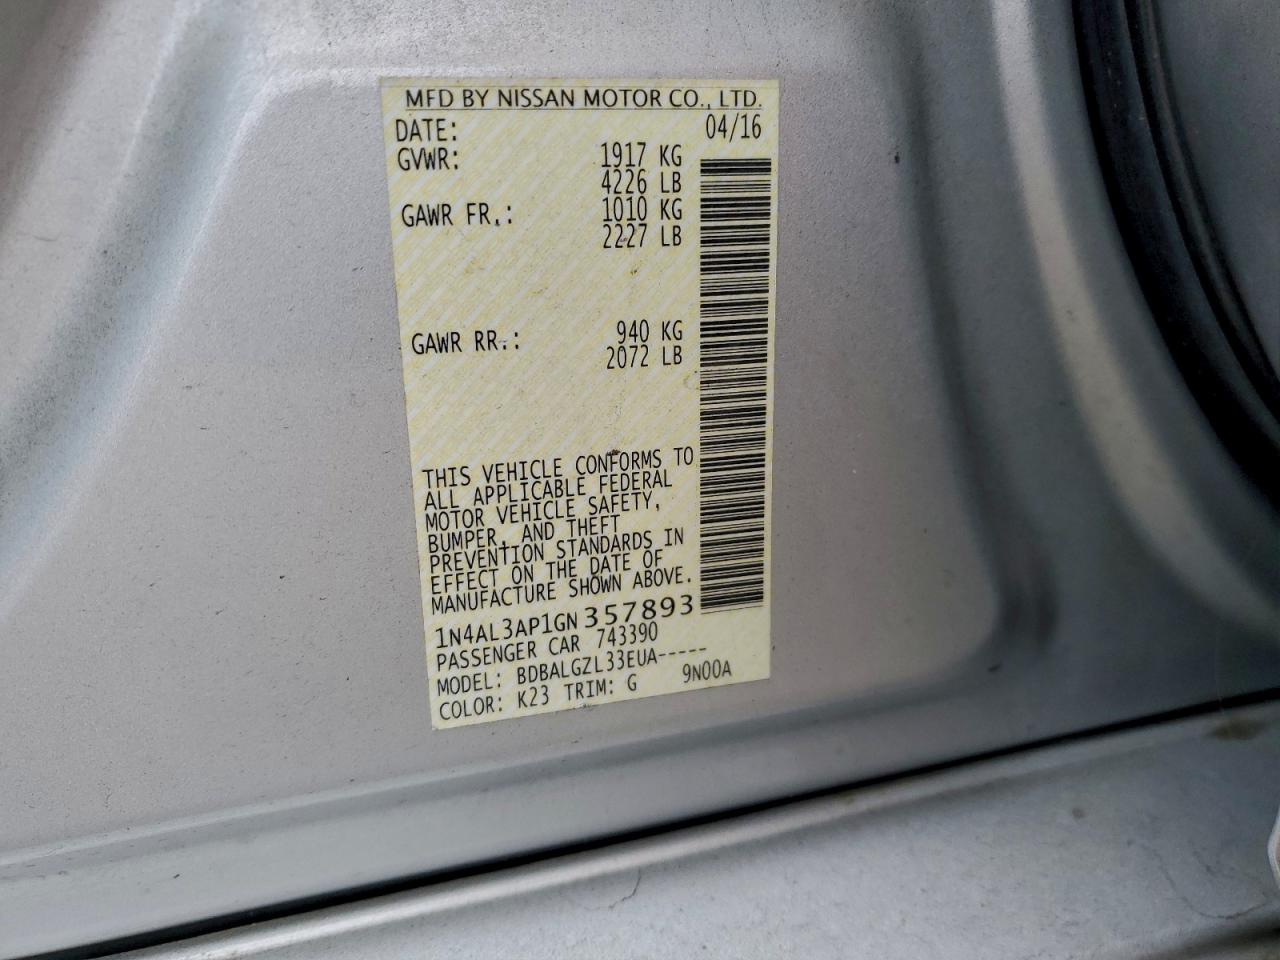 MFD BY NISSAN MOTOR CO., LTD.
DATE: 04/16
GVWR: 1917 KG
4226 LB
GAWR FR.: 1010 KG
2227 LB
GAWR RR.: 940 KG
2072 LB
THIS VEHICLE CONFORMS TO
ALL APPLICABLE FEDERAL
MOTOR VEHICLE SAFETY,
BUMPER, AND THEFT
PREVENTION STANDARDS IN
EFFECT ON THE DATE OF
MANUFACTURE SHOWN ABOVE.
1N4AL3AP1GN357893
PASSENGER CAR 743390
MODEL: BDBALGZL33EUA-----
COLOR: K23 TRIM: G 9N00A